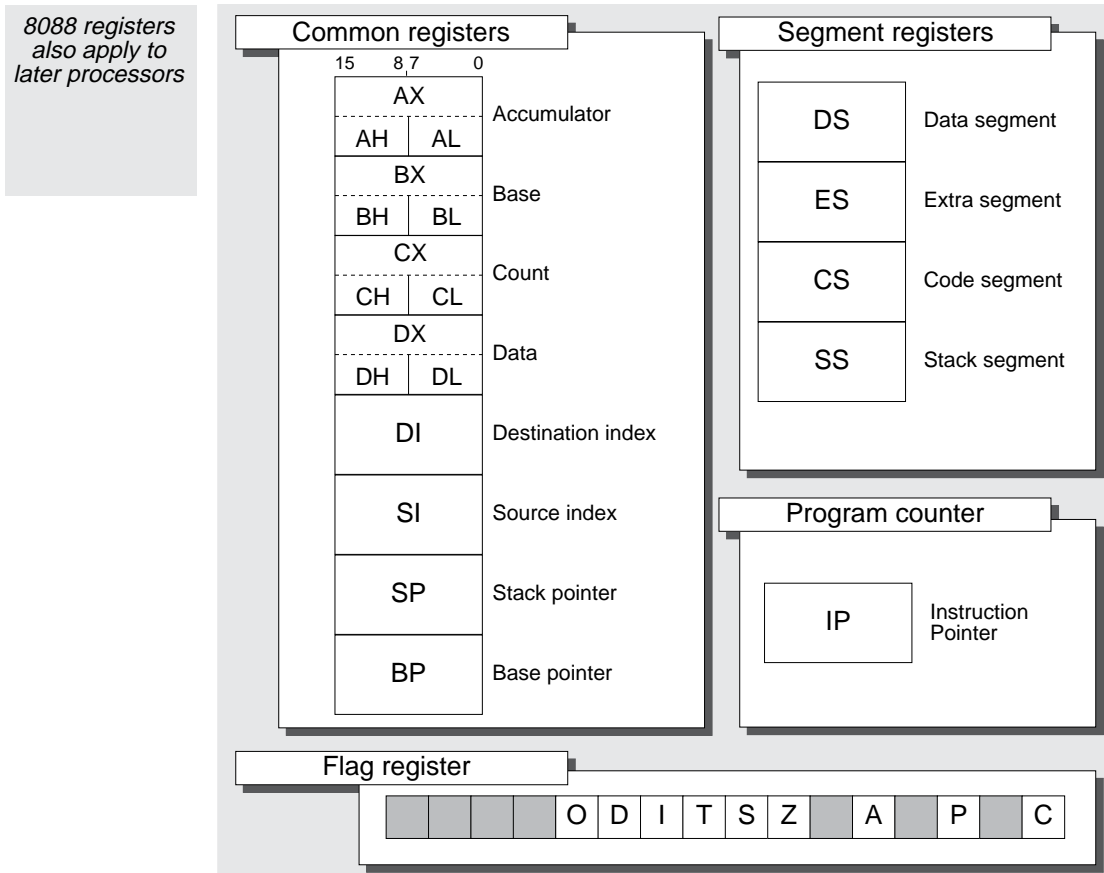 8088 registers
also apply to
later processors
Common registers
15 8 7 0
AX
AH AL
Accumulator
BX
BH BL
Base
CX
CH CL
Count
DX
DH DL
Data
DI
Destination index
SI
Source index
SP
Stack pointer
BP
Base pointer
Segment registers
DS
Data segment
ES
Extra segment
CS
Code segment
SS
Stack segment
Program counter
IP
Instruction
Pointer
Flag register
O D I T S Z A P C